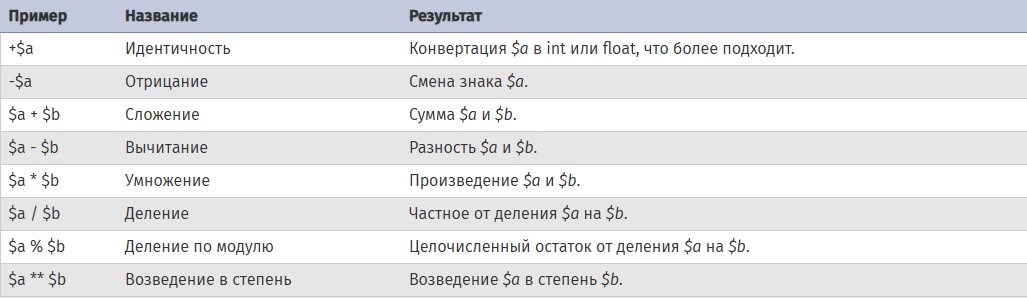 Пример Название Результат
+$a Идентичность Конвертация $a в int или float, что более подходит.
-$a Отрицание Смена знака $a.
$a + $b Сложение Сумма $a и $b.
$a - $b Вычитание Разность $a и $b.
$a * $b Умножение Произведение $a и $b.
$a / $b Деление Частное от деления $a на $b.
$a % $b Деление по модулю Целочисленный остаток от деления $a на $b.
$a ** $b Возведение в степень Возведение $a в степень $b.